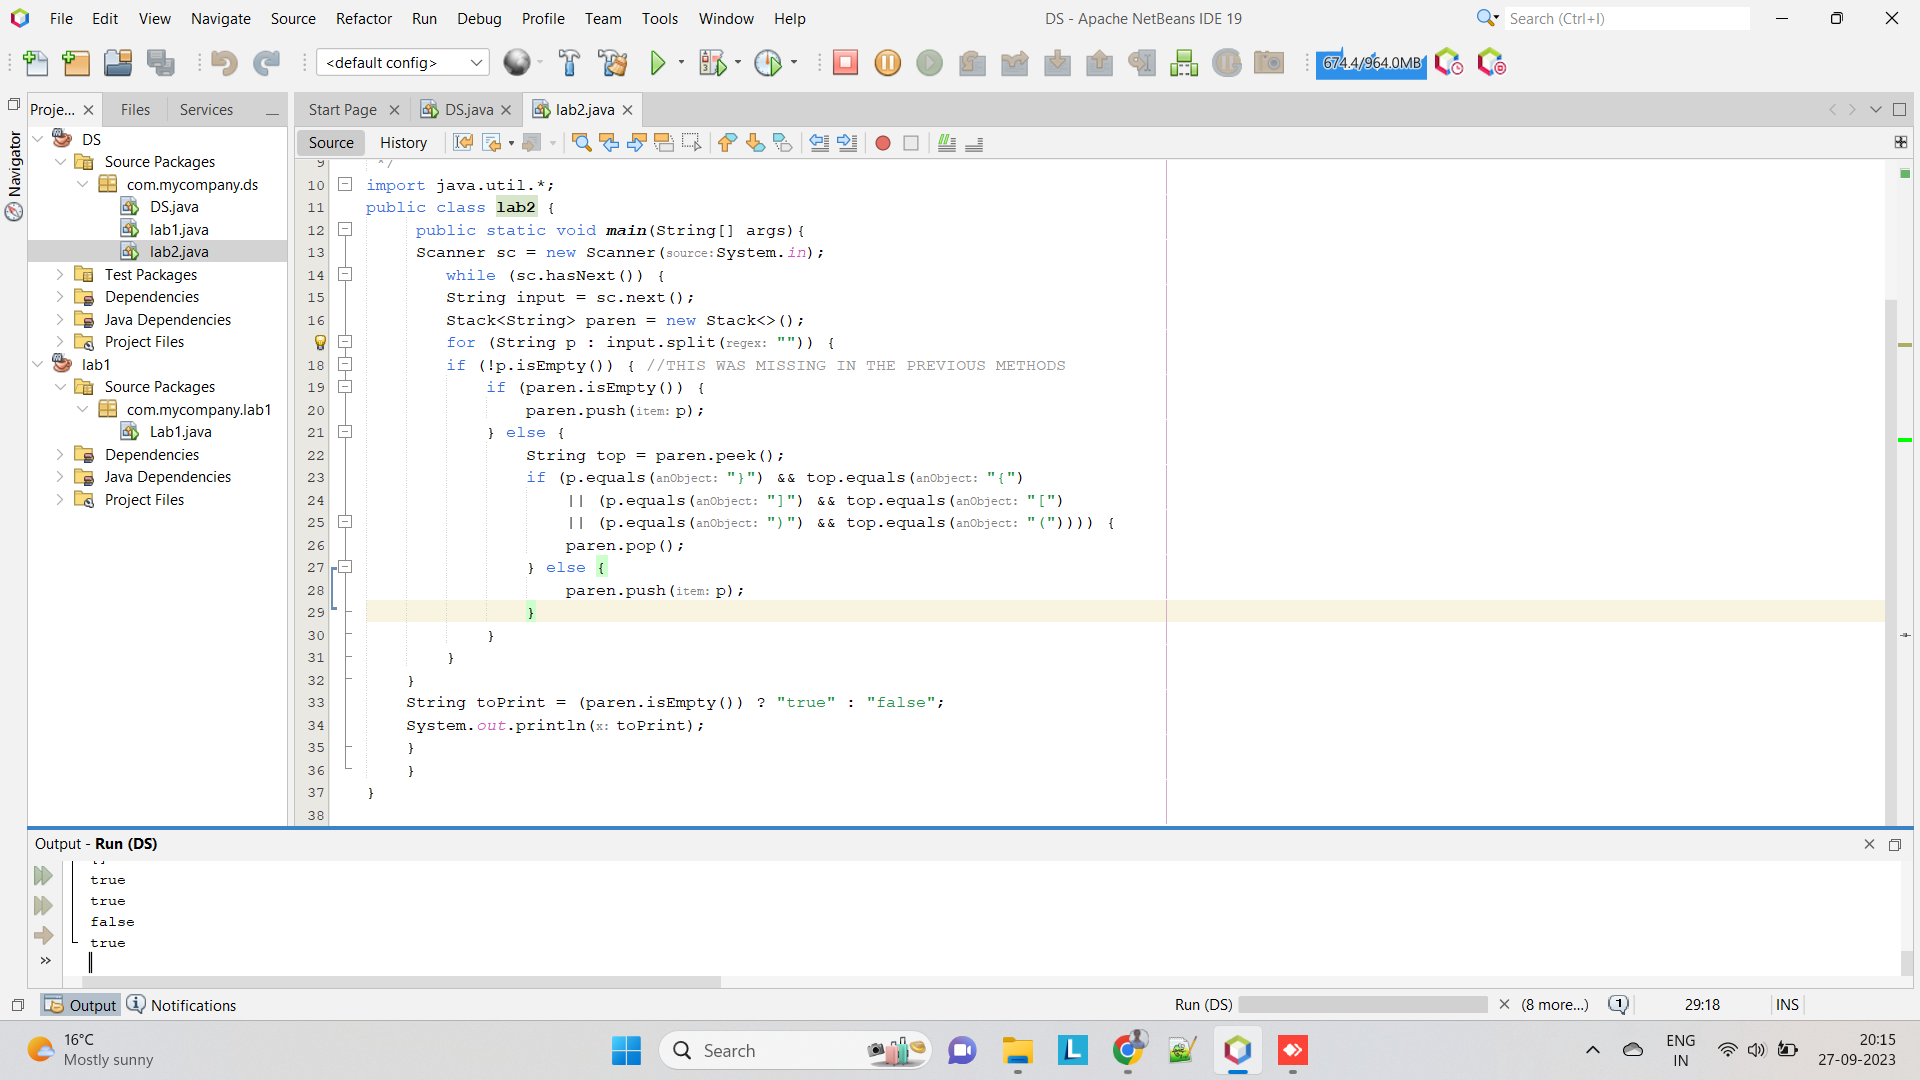 File Edit View Navigate Source Refactor Run Debug Profile Team Tools Window Help
DS - Apache NetBeans IDE 19
Search (Ctrl+I)
<default config>
674.4/964.0MB
Proje...
Files
Services
Start Page
DS.java
lab2.java
Navigator
Source
History
DS
Source Packages
com.mycompany.ds
DS.java
lab1.java
lab2.java
Test Packages
Dependencies
Java Dependencies
Project Files
lab1
Source Packages
com.mycompany.lab1
Lab1.java
Dependencies
Java Dependencies
Project Files
9 */
10 import java.util.*;
11 public class lab2 {
12 public static void main(String[] args){
13 Scanner sc = new Scanner(source:System.in);
14 while (sc.hasNext()) {
15 String input = sc.next();
16 Stack<String> paren = new Stack<>();
for (String p : input.split(regex: "")) {
18 if (!p.isEmpty()) { //THIS WAS MISSING IN THE PREVIOUS METHODS
19 if (paren.isEmpty()) {
20 paren.push(item: p);
21 } else {
22 String top = paren.peek();
23 if (p.equals(anObject: "}") && top.equals(anObject: "{")
24 || (p.equals(anObject: "]") && top.equals(anObject: "[")
25 || (p.equals(anObject: ")") && top.equals(anObject: "(")))) {
26 paren.pop();
27 } else {
28 paren.push(item: p);
29 }
30 }
31 }
32 }
33 String toPrint = (paren.isEmpty()) ? "true" : "false";
34 System.out.println(x: toPrint);
35 }
36 }
37 }
38
Output - Run (DS)
true
true
false
true
Output
Notifications
Run (DS)
(8 more...)
1
29:18
INS
16°C
Mostly sunny
Search
L
ENG
IN
20:15
27-09-2023